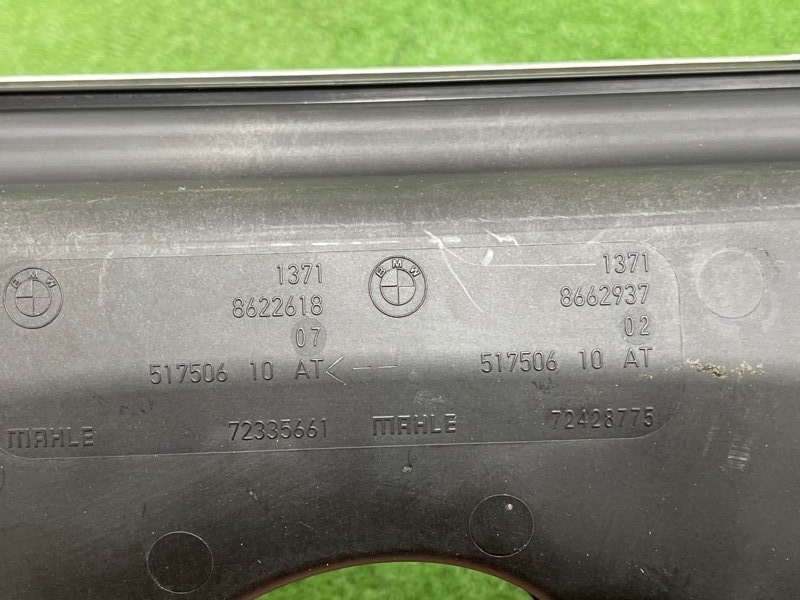 BMW 1371 BMW 1371
8622618 8662937
07 02
517506 10 AT<-- 517506 10 AT
MAHLE 72335661 MAHLE 72428775